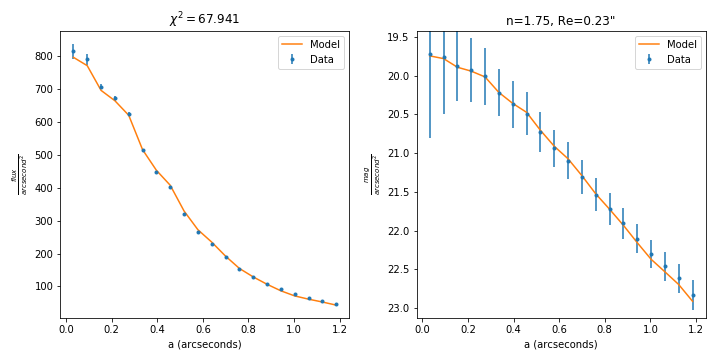 χ² = 67.941
Model
Data
800
700
600
500
400
300
200
100
flux
arcsecond²
0.0 0.2 0.4 0.6 0.8 1.0 1.2
a (arcseconds)
n=1.75, Re=0.23"
Model
Data
19.5
20.0
20.5
21.0
21.5
22.0
22.5
23.0
mag
arcsecond²
0.0 0.2 0.4 0.6 0.8 1.0 1.2
a (arcseconds)